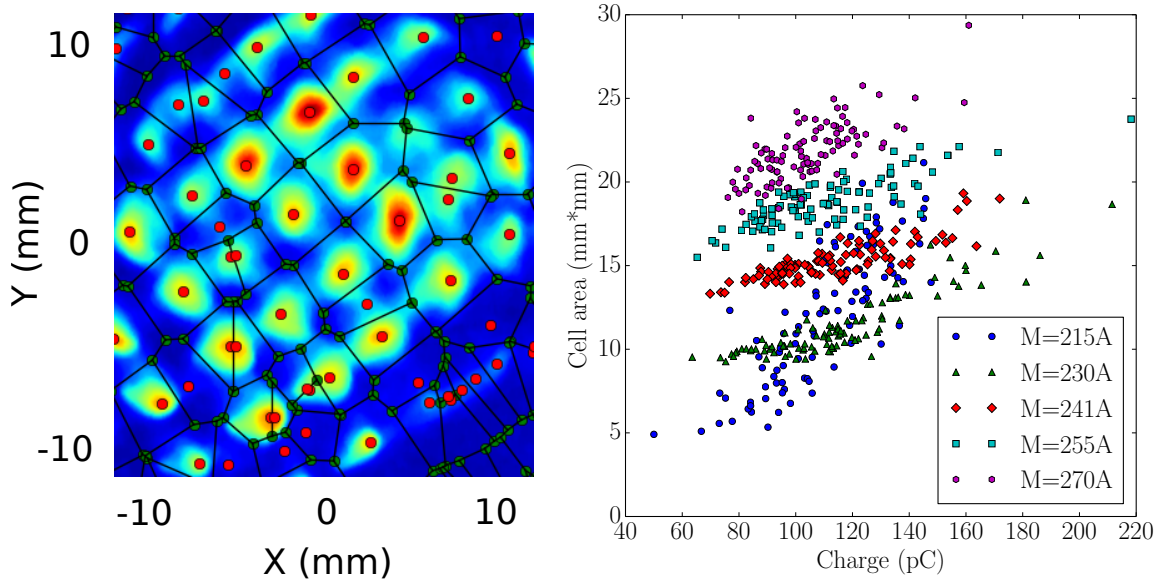 10
0
-10
Y (mm)
-10 0 10
X (mm)
30
25
20
15
10
5
0
Cell area (mm*mm)
M=215A
M=230A
M=241A
M=255A
M=270A
40 60 80 100 120 140 160 180 200 220
Charge (pC)